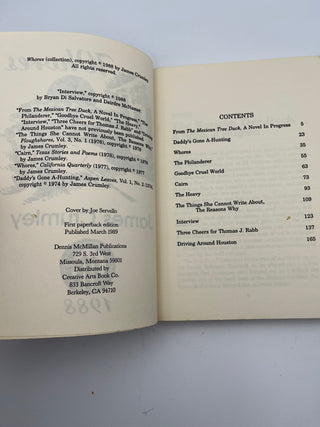 Whores (collection), copyright © 1988 by James Crumley
All rights reserved.
"Interview," copyright © 1988
by Bryan Di Salvatore and Deirdre McNamer
"From The Mexican Tree Duck, "The
Philanderer," "Goodbye Cruel World," "The Heavy,"
"Interview," "Three Cheers for Thomas J. Rabb" and "Driving
Around Houston" have not previously been published.
"The Things She Cannot Write About, The Reasons Why"
Ploughshares, Vol. 3, No. 1 (1976), copyright © 1976 by
James Crumley.
"Cairn," Texas Stories and Poems (1978), copyright © 1978
by James Crumley.
"Whores," California Quarterly (1977), copyright © 1977
by James Crumley.
"Daddy's Gone A-Hunting," Aspen Leaves, Vol. 1, No. 2
copyright © 1974 by James Crumley.
Cover by Joe Servello
First paperback edition
Published March 1989
Dennis McMillan Publications
729 S. 3rd West
Missoula, Montana 59801
Distributed by
Creative Arts Book Co.
833 Bancroft Way
Berkeley, CA 94710
Whores
James Crumley
1988
CONTENTS
From The Mexican Tree Duck, A Novel In Progress 5
Daddy's Gone A-Hunting 23
Whores 35
The Philanderer 55
Goodbye Cruel World 63
Cairn 67
The Heavy 93
The Things She Cannot Write About,
The Reasons Why 97
Interview 123
Three Cheers for Thomas J. Rabb 137
Driving Around Houston 165